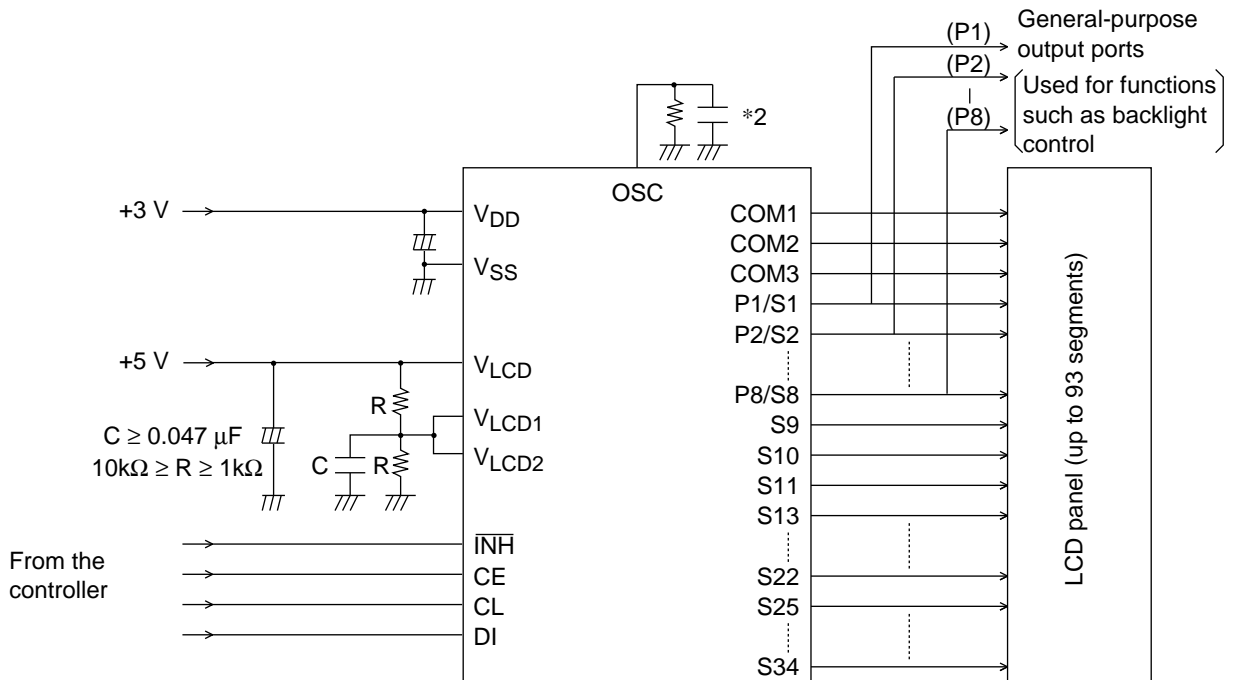 (P1)
General-purpose
output ports
(P2)
(P8)
Used for functions
such as backlight
control
*2
OSC
+3 V
VDD
VSS
+5 V
VLCD
R
VLCD1
C ≥ 0.047 μF
10kΩ ≥ R ≥ 1kΩ
C
R
VLCD2
From the
controller
INH
CE
CL
DI
COM1
COM2
COM3
P1/S1
P2/S2
P8/S8
S9
S10
S11
S13
S22
S25
S34
LCD panel (up to 93 segments)